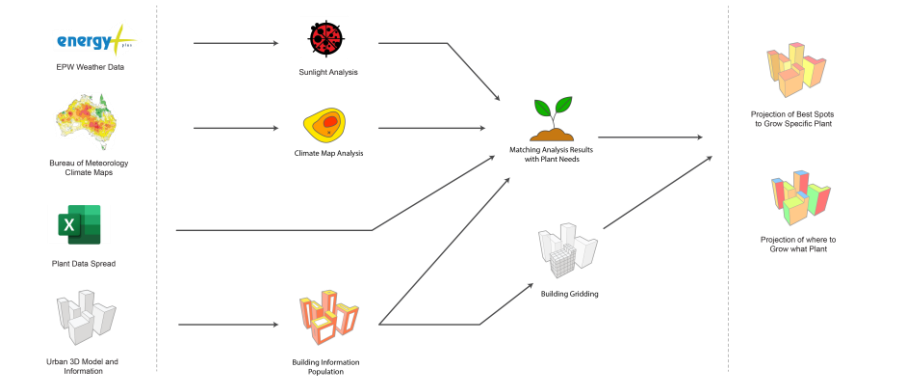 energy+
plus
EPW Weather Data
Bureau of Meteorology
Climate Maps
X
Plant Data Spread
Urban 3D Model and
Information
Sunlight Analysis
Climate Map Analysis
Building Information
Population
Matching Analysis Results
with Plant Needs
Building Gridding
Projection of Best Spots
to Grow Specific Plant
Projection of where to
Grow what Plant